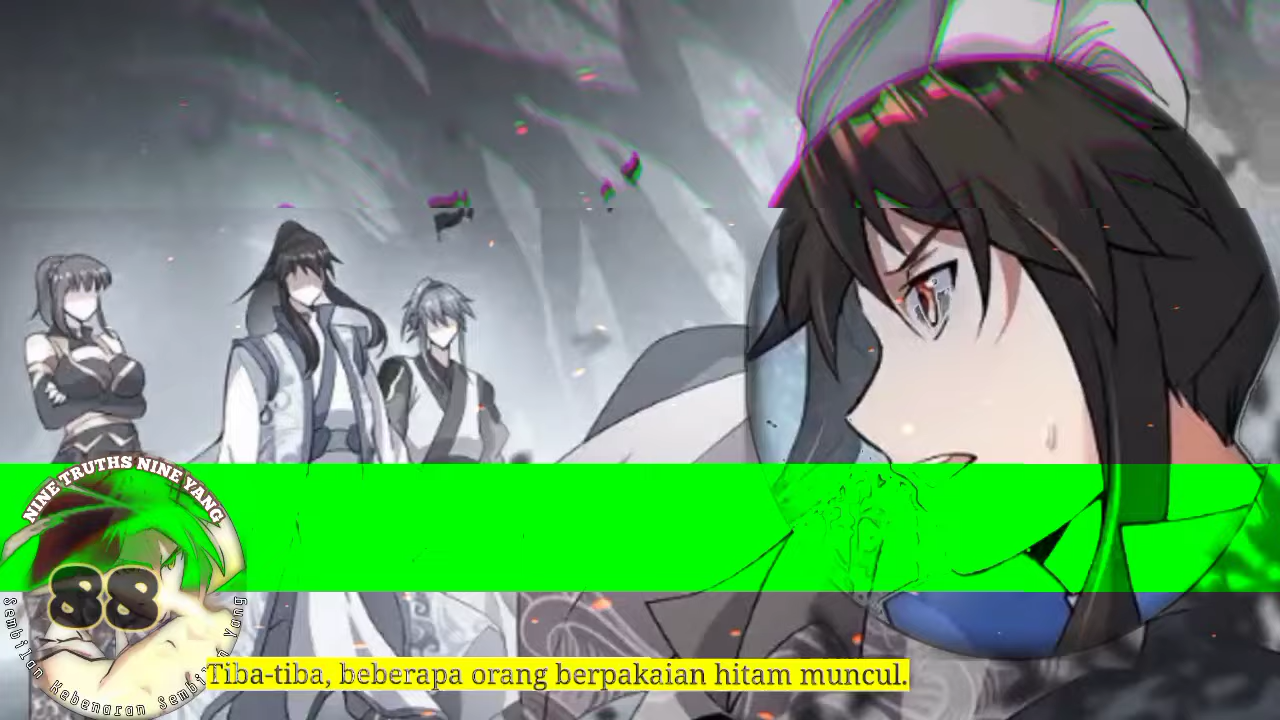 NINE TRUTHS NINE YANG
88
Sembilan Kebenaran Sembilan Yang
Tiba-tiba, beberapa orang berpakaian hitam muncul.